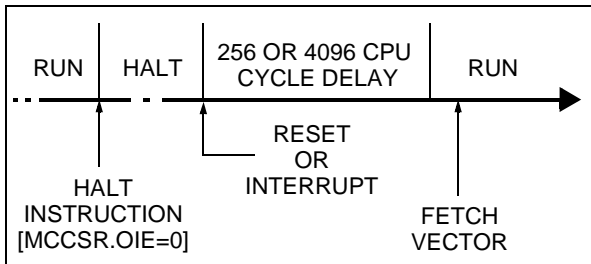 RUN
HALT
256 OR 4096 CPU
CYCLE DELAY
RUN
RESET
OR
INTERRUPT
HALT
INSTRUCTION
[MCCSR.OIE=0]
FETCH
VECTOR